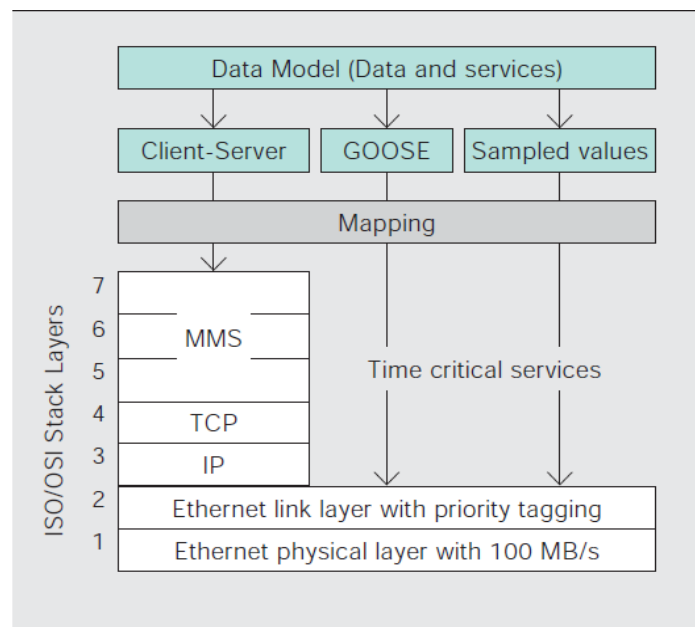 Data Model (Data and services)
Client-Server
GOOSE
Sampled values
Mapping
ISO/OSI Stack Layers
7
6
MMS
5
Time critical services
4
TCP
3
IP
2
Ethernet link layer with priority tagging
1
Ethernet physical layer with 100 MB/s